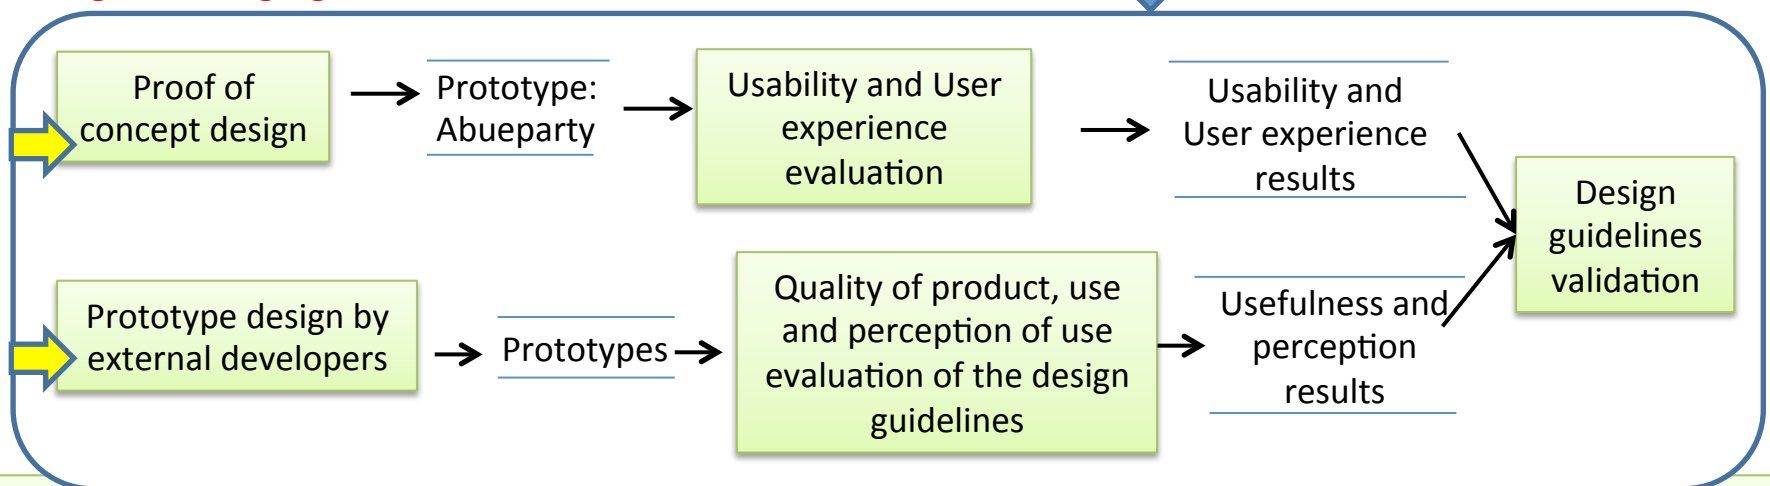 Proof of
concept design
Prototype:
Abueparty
Usability and User
experience
evaluation
Usability and
User experience
results
Design
guidelines
validation
Prototype design by
external developers
Prototypes
Quality of product, use
and perception of use
evaluation of the design
guidelines
Usefulness and
perception
results